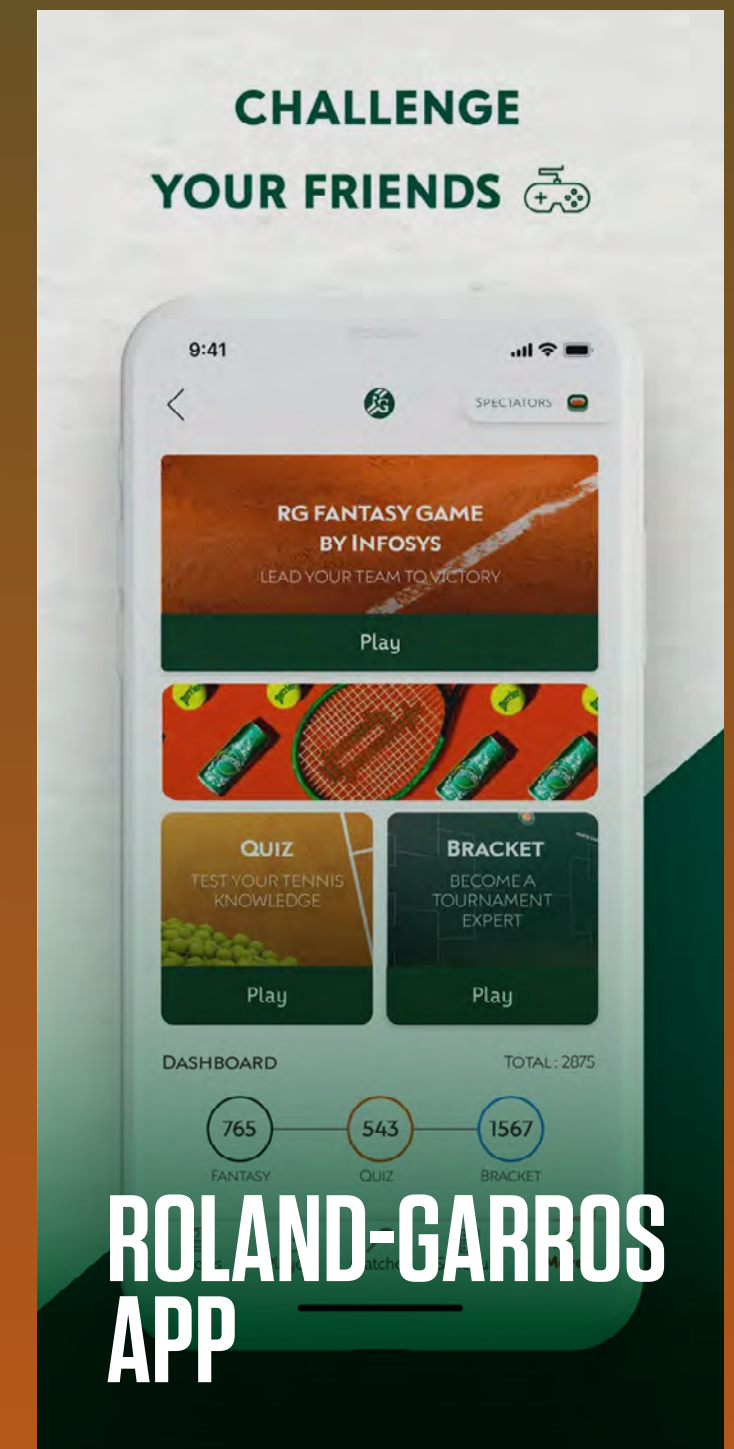 CHALLENGE
YOUR FRIENDS
9:41
SPECTATORS
RG FANTASY GAME
BY INFOSYS
LEAD YOUR TEAM TO VICTORY
Play
QUIZ
TEST YOUR TENNIS
KNOWLEDGE
Play
BRACKET
BECOME A
TOURNAMENT
EXPERT
Play
DASHBOARD
TOTAL: 2875
765
543
1567
FANTASY
QUIZ
BRACKET
ROLAND-GARROS
APP